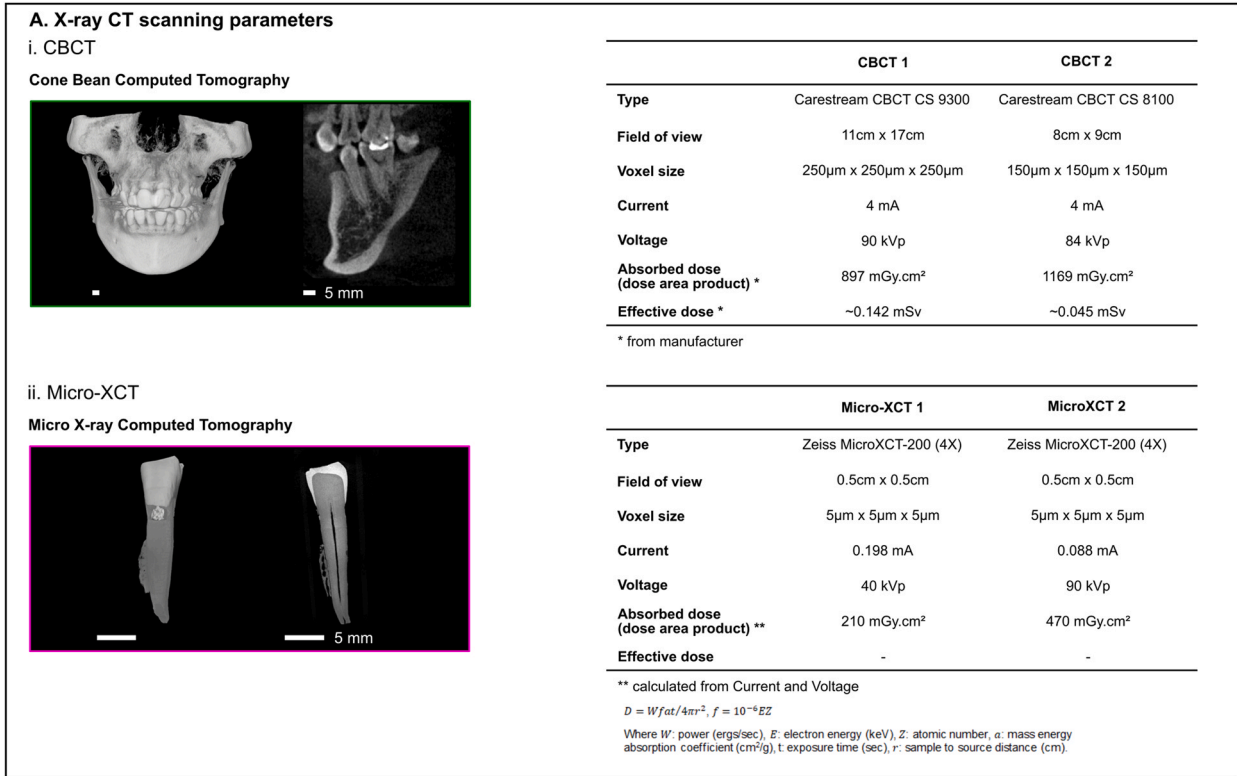 A. X-ray CT scanning parameters
i. CBCT
Cone Bean Computed Tomography
5 mm
CBCT 1 CBCT 2
Type Carestream CBCT CS 9300 Carestream CBCT CS 8100
Field of view 11cm x 17cm 8cm x 9cm
Voxel size 250µm x 250µm x 250µm 150µm x 150µm x 150µm
Current 4 mA 4 mA
Voltage 90 kVp 84 kVp
Absorbed dose
(dose area product) * 897 mGy.cm² 1169 mGy.cm²
Effective dose * ~0.142 mSv ~0.045 mSv
* from manufacturer
ii. Micro-XCT
Micro X-ray Computed Tomography
5 mm
Micro-XCT 1 MicroXCT 2
Type Zeiss MicroXCT-200 (4X) Zeiss MicroXCT-200 (4X)
Field of view 0.5cm x 0.5cm 0.5cm x 0.5cm
Voxel size 5µm x 5µm x 5µm 5µm x 5µm x 5µm
Current 0.198 mA 0.088 mA
Voltage 40 kVp 90 kVp
Absorbed dose
(dose area product) ** 210 mGy.cm² 470 mGy.cm²
Effective dose - -
** calculated from Current and Voltage
D = Wfat/4πr², f = 10⁻⁶EZ
Where W: power (ergs/sec), E: electron energy (keV), Z: atomic number, a: mass energy
absorption coefficient (cm²/g), t: exposure time (sec), r: sample to source distance (cm).